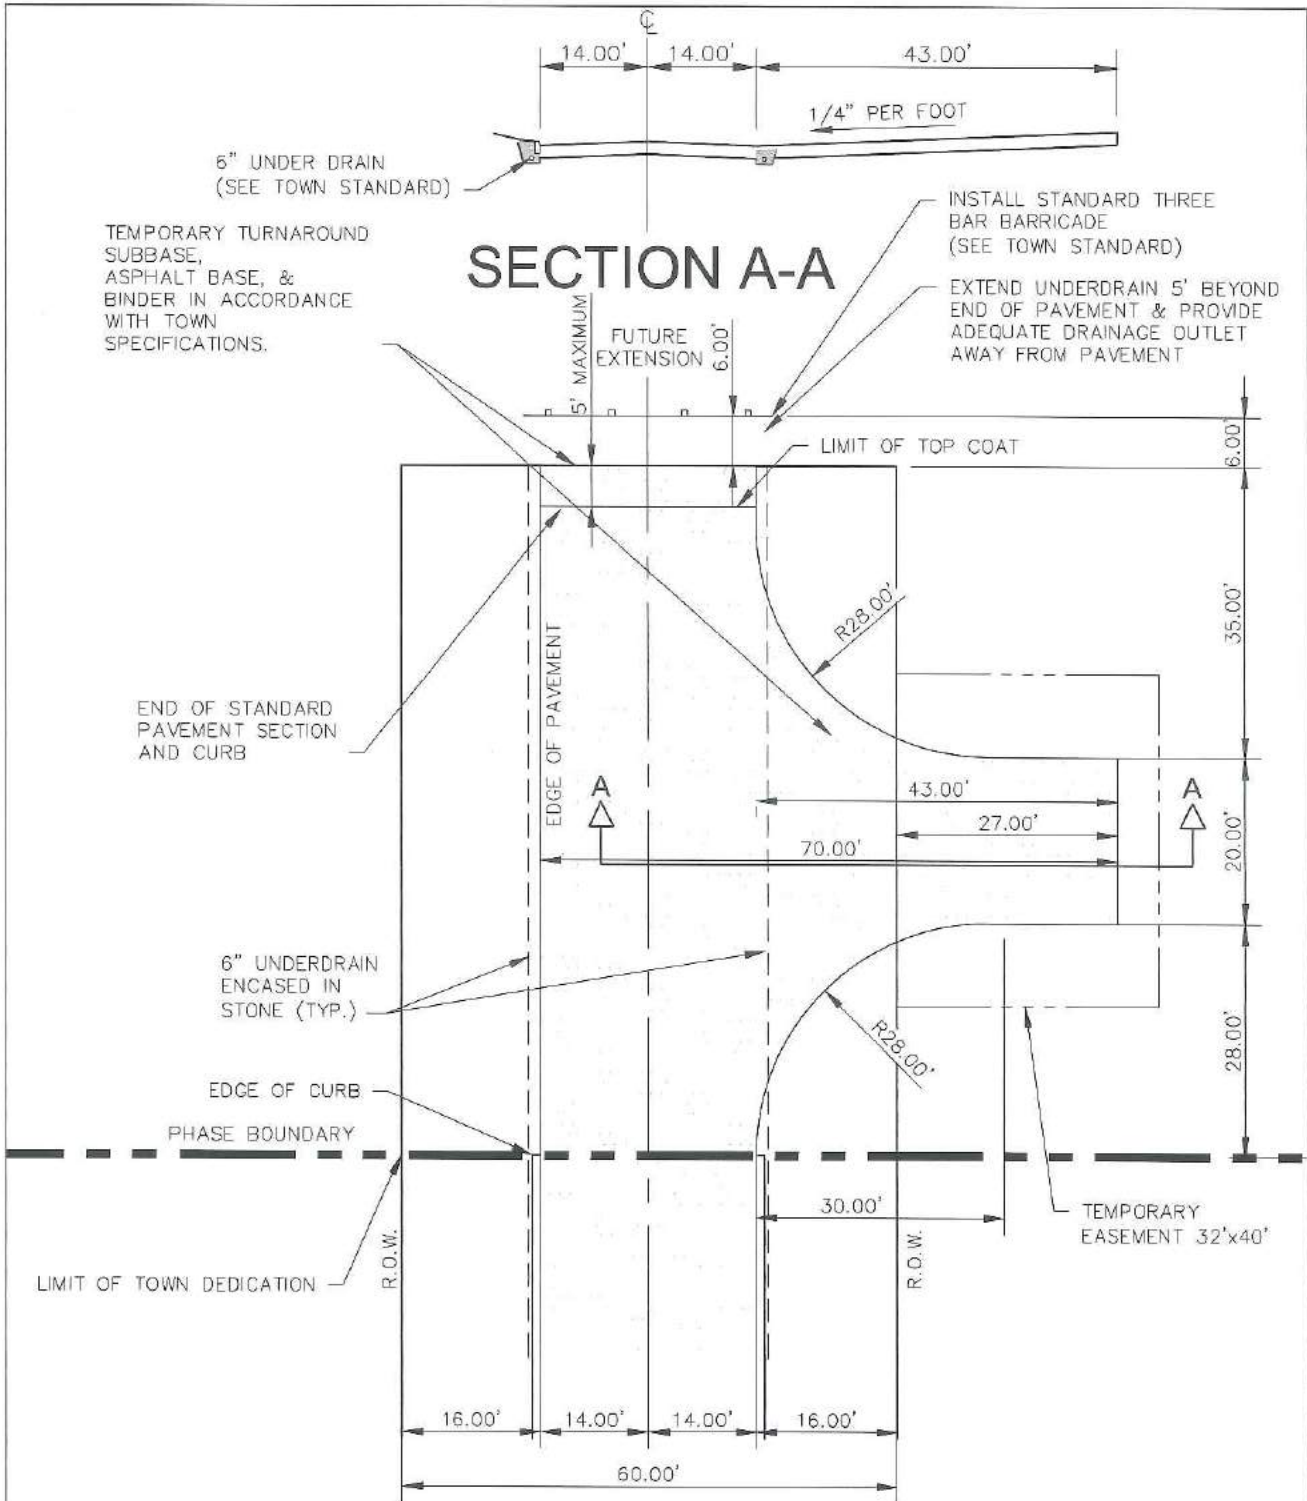 ℄
14.00' 14.00' 43.00'
1/4" PER FOOT
6" UNDER DRAIN
(SEE TOWN STANDARD)
INSTALL STANDARD THREE
BAR BARRICADE
(SEE TOWN STANDARD)
TEMPORARY TURNAROUND
SUBBASE,
ASPHALT BASE, &
BINDER IN ACCORDANCE
WITH TOWN
SPECIFICATIONS.
SECTION A-A
EXTEND UNDERDRAIN 5' BEYOND
END OF PAVEMENT & PROVIDE
ADEQUATE DRAINAGE OUTLET
AWAY FROM PAVEMENT
5' MAXIMUM
FUTURE
EXTENSION
6.00'
6.00'
LIMIT OF TOP COAT
R28.00'
35.00'
EDGE OF PAVEMENT
END OF STANDARD
PAVEMENT SECTION
AND CURB
A
43.00'
A
27.00'
70.00'
20.00'
6" UNDERDRAIN
ENCASED IN
STONE (TYP.)
R28.00'
28.00'
EDGE OF CURB
PHASE BOUNDARY
30.00'
TEMPORARY
EASEMENT 32'x40'
R.O.W.
R.O.W.
LIMIT OF TOWN DEDICATION
16.00' 14.00' 14.00' 16.00'
60.00'